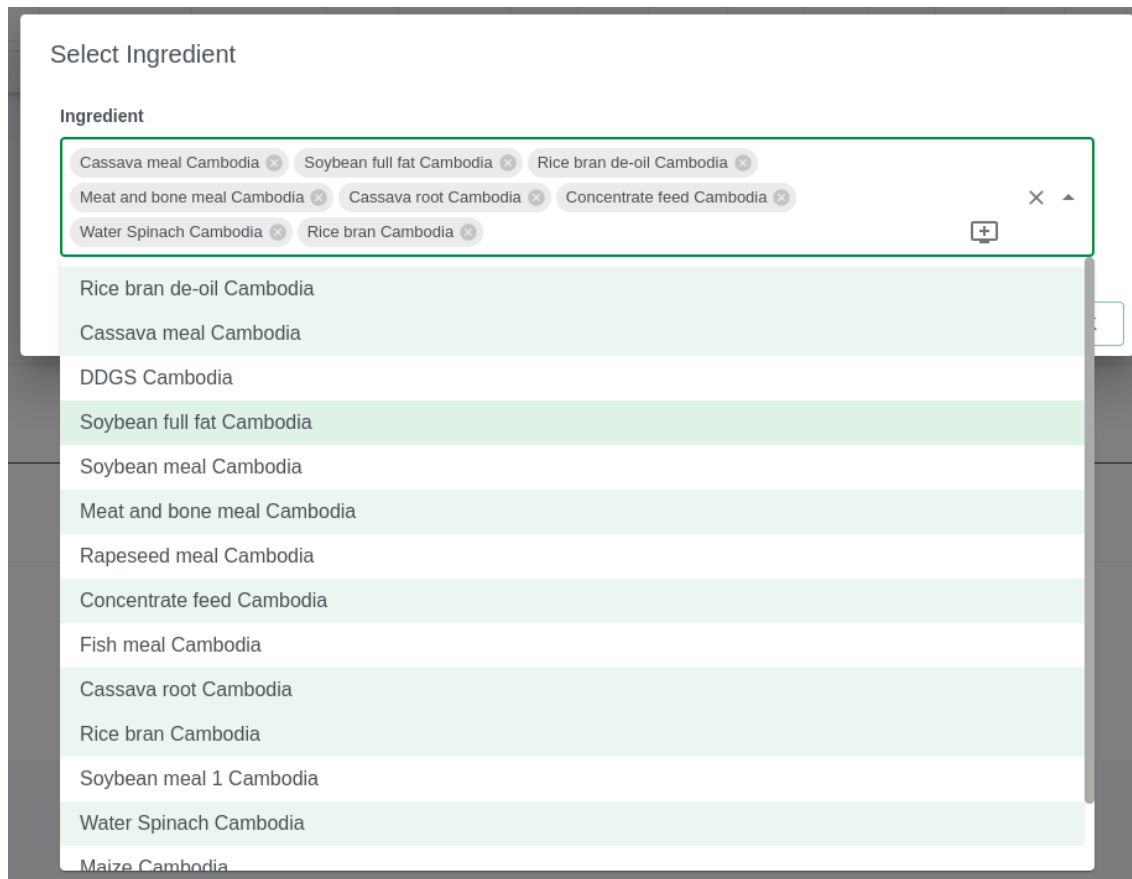 Select Ingredient
Ingredient
Cassava meal Cambodia Soybean full fat Cambodia Rice bran de-oil Cambodia
Meat and bone meal Cambodia Cassava root Cambodia Concentrate feed Cambodia
Water Spinach Cambodia Rice bran Cambodia
Rice bran de-oil Cambodia
Cassava meal Cambodia
DDGS Cambodia
Soybean full fat Cambodia
Soybean meal Cambodia
Meat and bone meal Cambodia
Rapeseed meal Cambodia
Concentrate feed Cambodia
Fish meal Cambodia
Cassava root Cambodia
Rice bran Cambodia
Soybean meal 1 Cambodia
Water Spinach Cambodia
Maize Cambodia